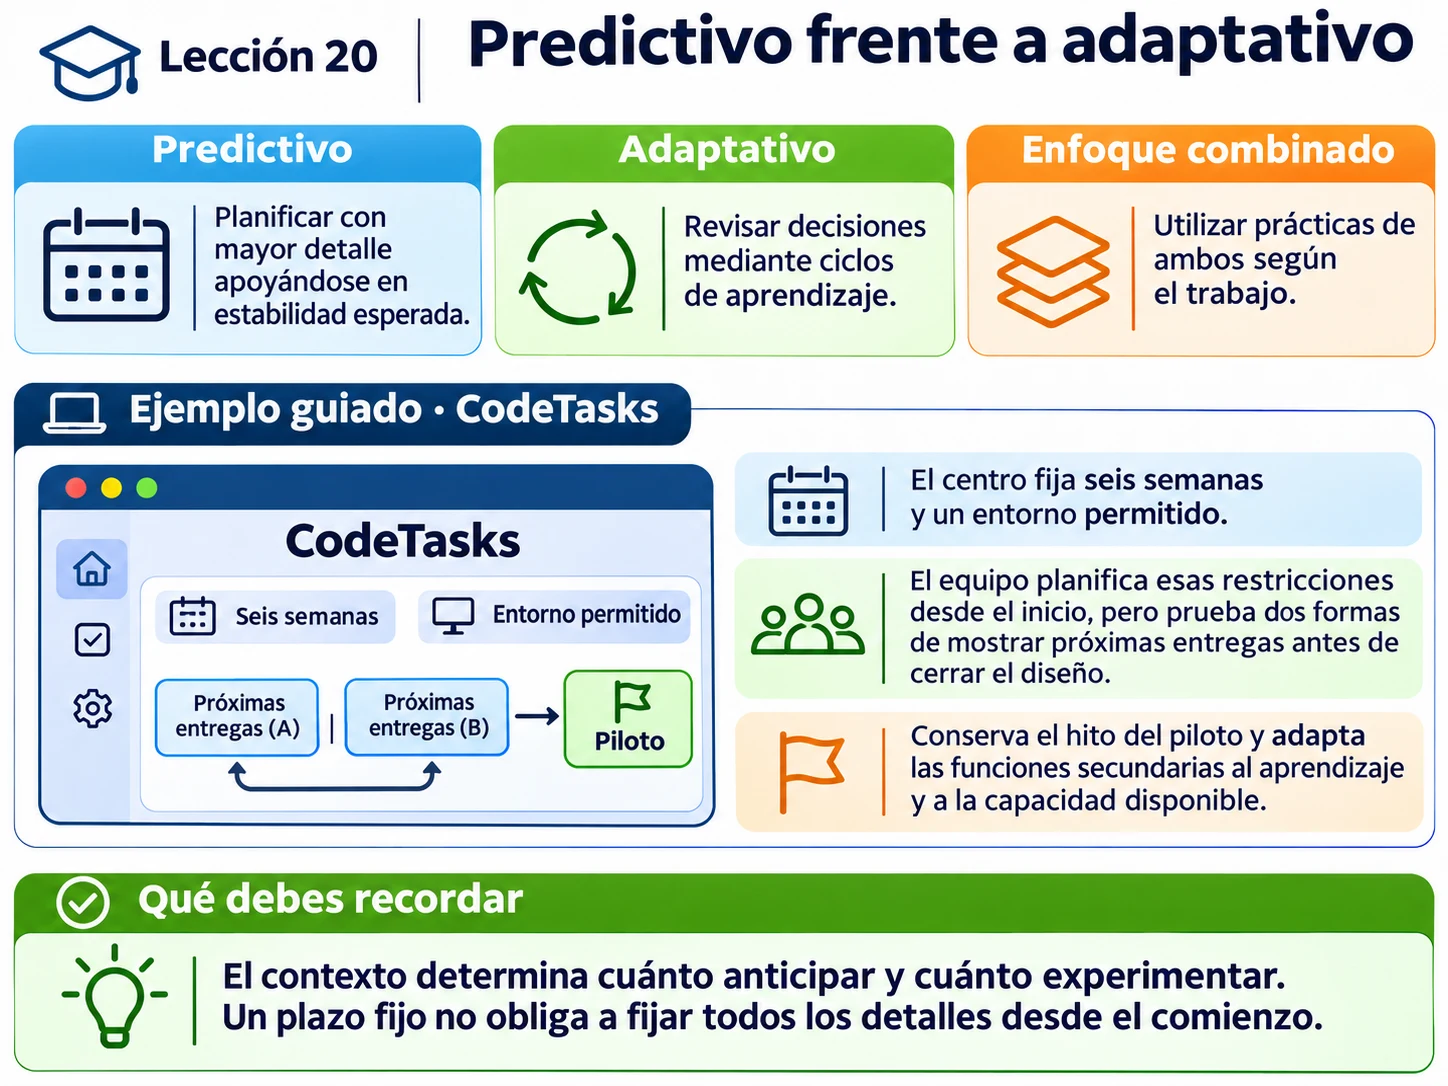 Lección 20
Predictivo frente a adaptativo
Predictivo
Planificar con
mayor detalle
apoyándose en
estabilidad esperada.
Adaptativo
Revisar decisiones
mediante ciclos
de aprendizaje.
Enfoque combinado
Utilizar prácticas de
ambos según
el trabajo.
Ejemplo guiado · CodeTasks
CodeTasks
Seis semanas
Entorno permitido
Próximas
entregas (A)
Próximas
entregas (B)
Piloto
El centro fija seis semanas
y un entorno permitido.
El equipo planifica esas restricciones
desde el inicio, pero prueba dos formas
de mostrar próximas entregas antes de
cerrar el diseño.
Conserva el hito del piloto y adapta
las funciones secundarias al aprendizaje
y a la capacidad disponible.
Qué debes recordar
El contexto determina cuánto anticipar y cuánto experimentar.
Un plazo fijo no obliga a fijar todos los detalles desde el comienzo.